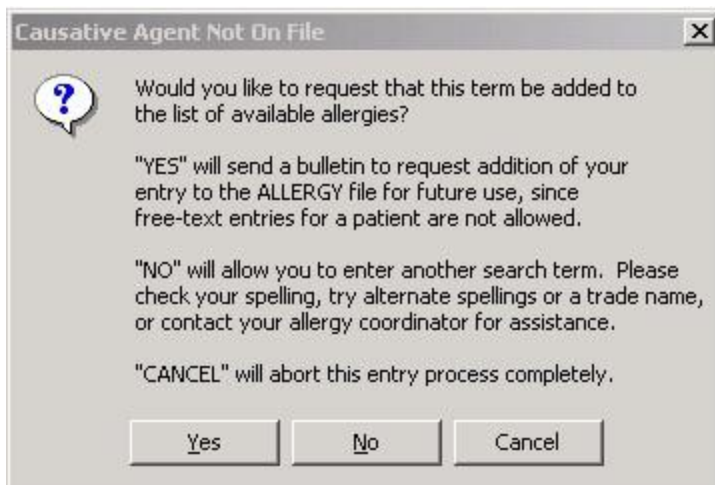 Causative Agent Not On File
Would you like to request that this term be added to
the list of available allergies?
"YES" will send a bulletin to request addition of your
entry to the ALLERGY file for future use, since
free-text entries for a patient are not allowed.
"NO" will allow you to enter another search term.  Please
check your spelling, try alternate spellings or a trade name,
or contact your allergy coordinator for assistance.
"CANCEL" will abort this entry process completely.
Yes No Cancel